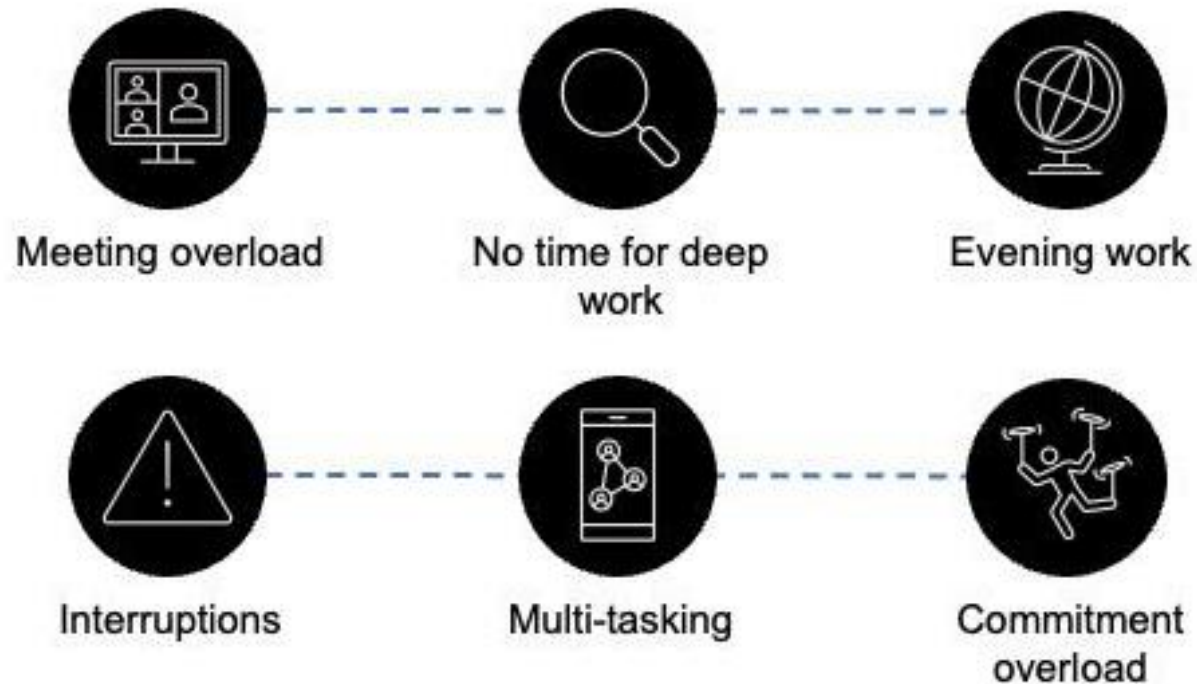 Meeting overload
No time for deep
work
Evening work
Interruptions
Multi-tasking
Commitment
overload